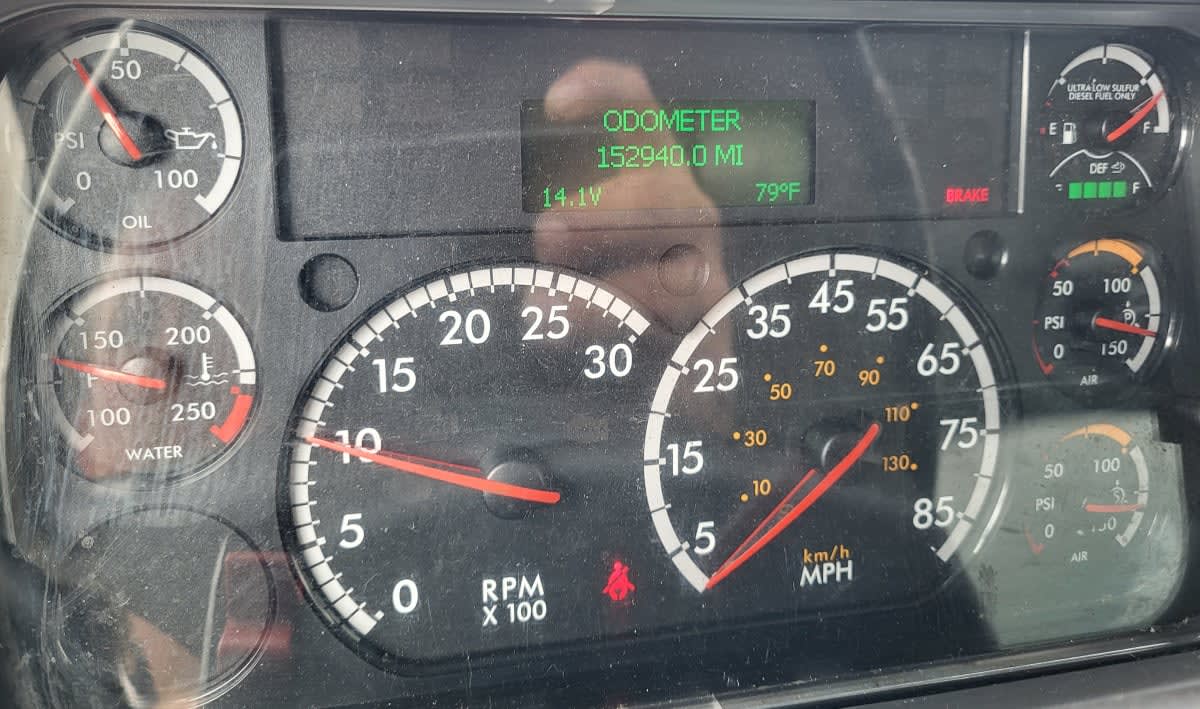 50
PSI
0 100
OIL
ODOMETER
152940.0 MI
14.1V 79°F
BRAKE
ULTRA LOW SULFUR
DIESEL FUEL ONLY
E F
DEF
F
150 200
F
100 250
WATER
0 5 10 15 20 25 30
RPM
X 100
5 15 25 35 45 55 65 75 85
10 30 50 70 90 110 130
km/h
MPH
50 100
PSI
0 150
AIR
50 100
PSI
0 150
AIR